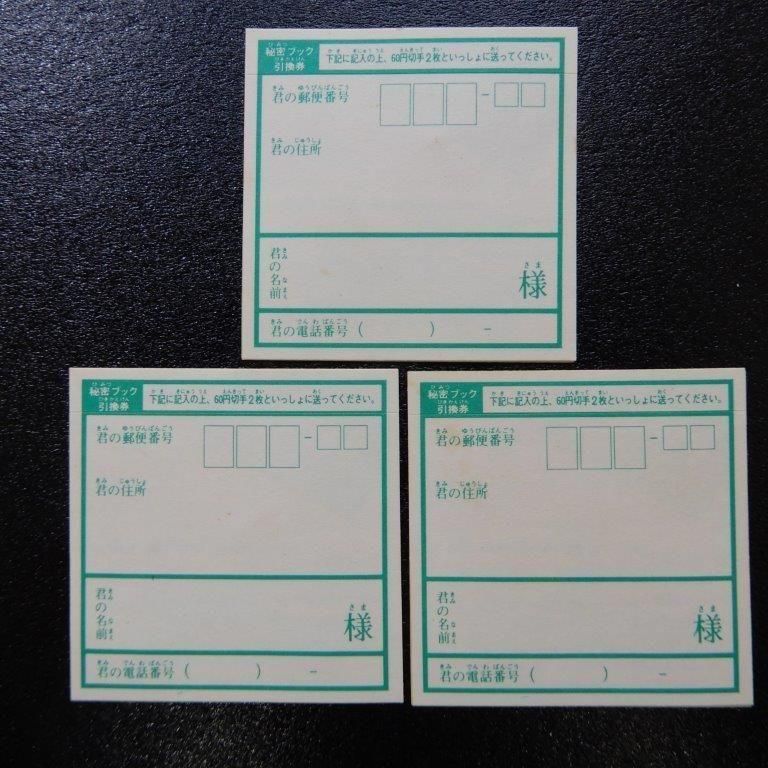 秘密ブック
引換券
下記に記入の上、60円切手2枚といっしょに送ってください。
君の郵便番号
君の住所
君の名前
様
君の電話番号 (　　　) 　－
秘密ブック
引換券
下記に記入の上、60円切手2枚といっしょに送ってください。
君の郵便番号
君の住所
君の名前
様
君の電話番号 (　　　) 　－
秘密ブック
引換券
下記に記入の上、60円切手2枚といっしょに送ってください。
君の郵便番号
君の住所
君の名前
様
君の電話番号 (　　　) 　－